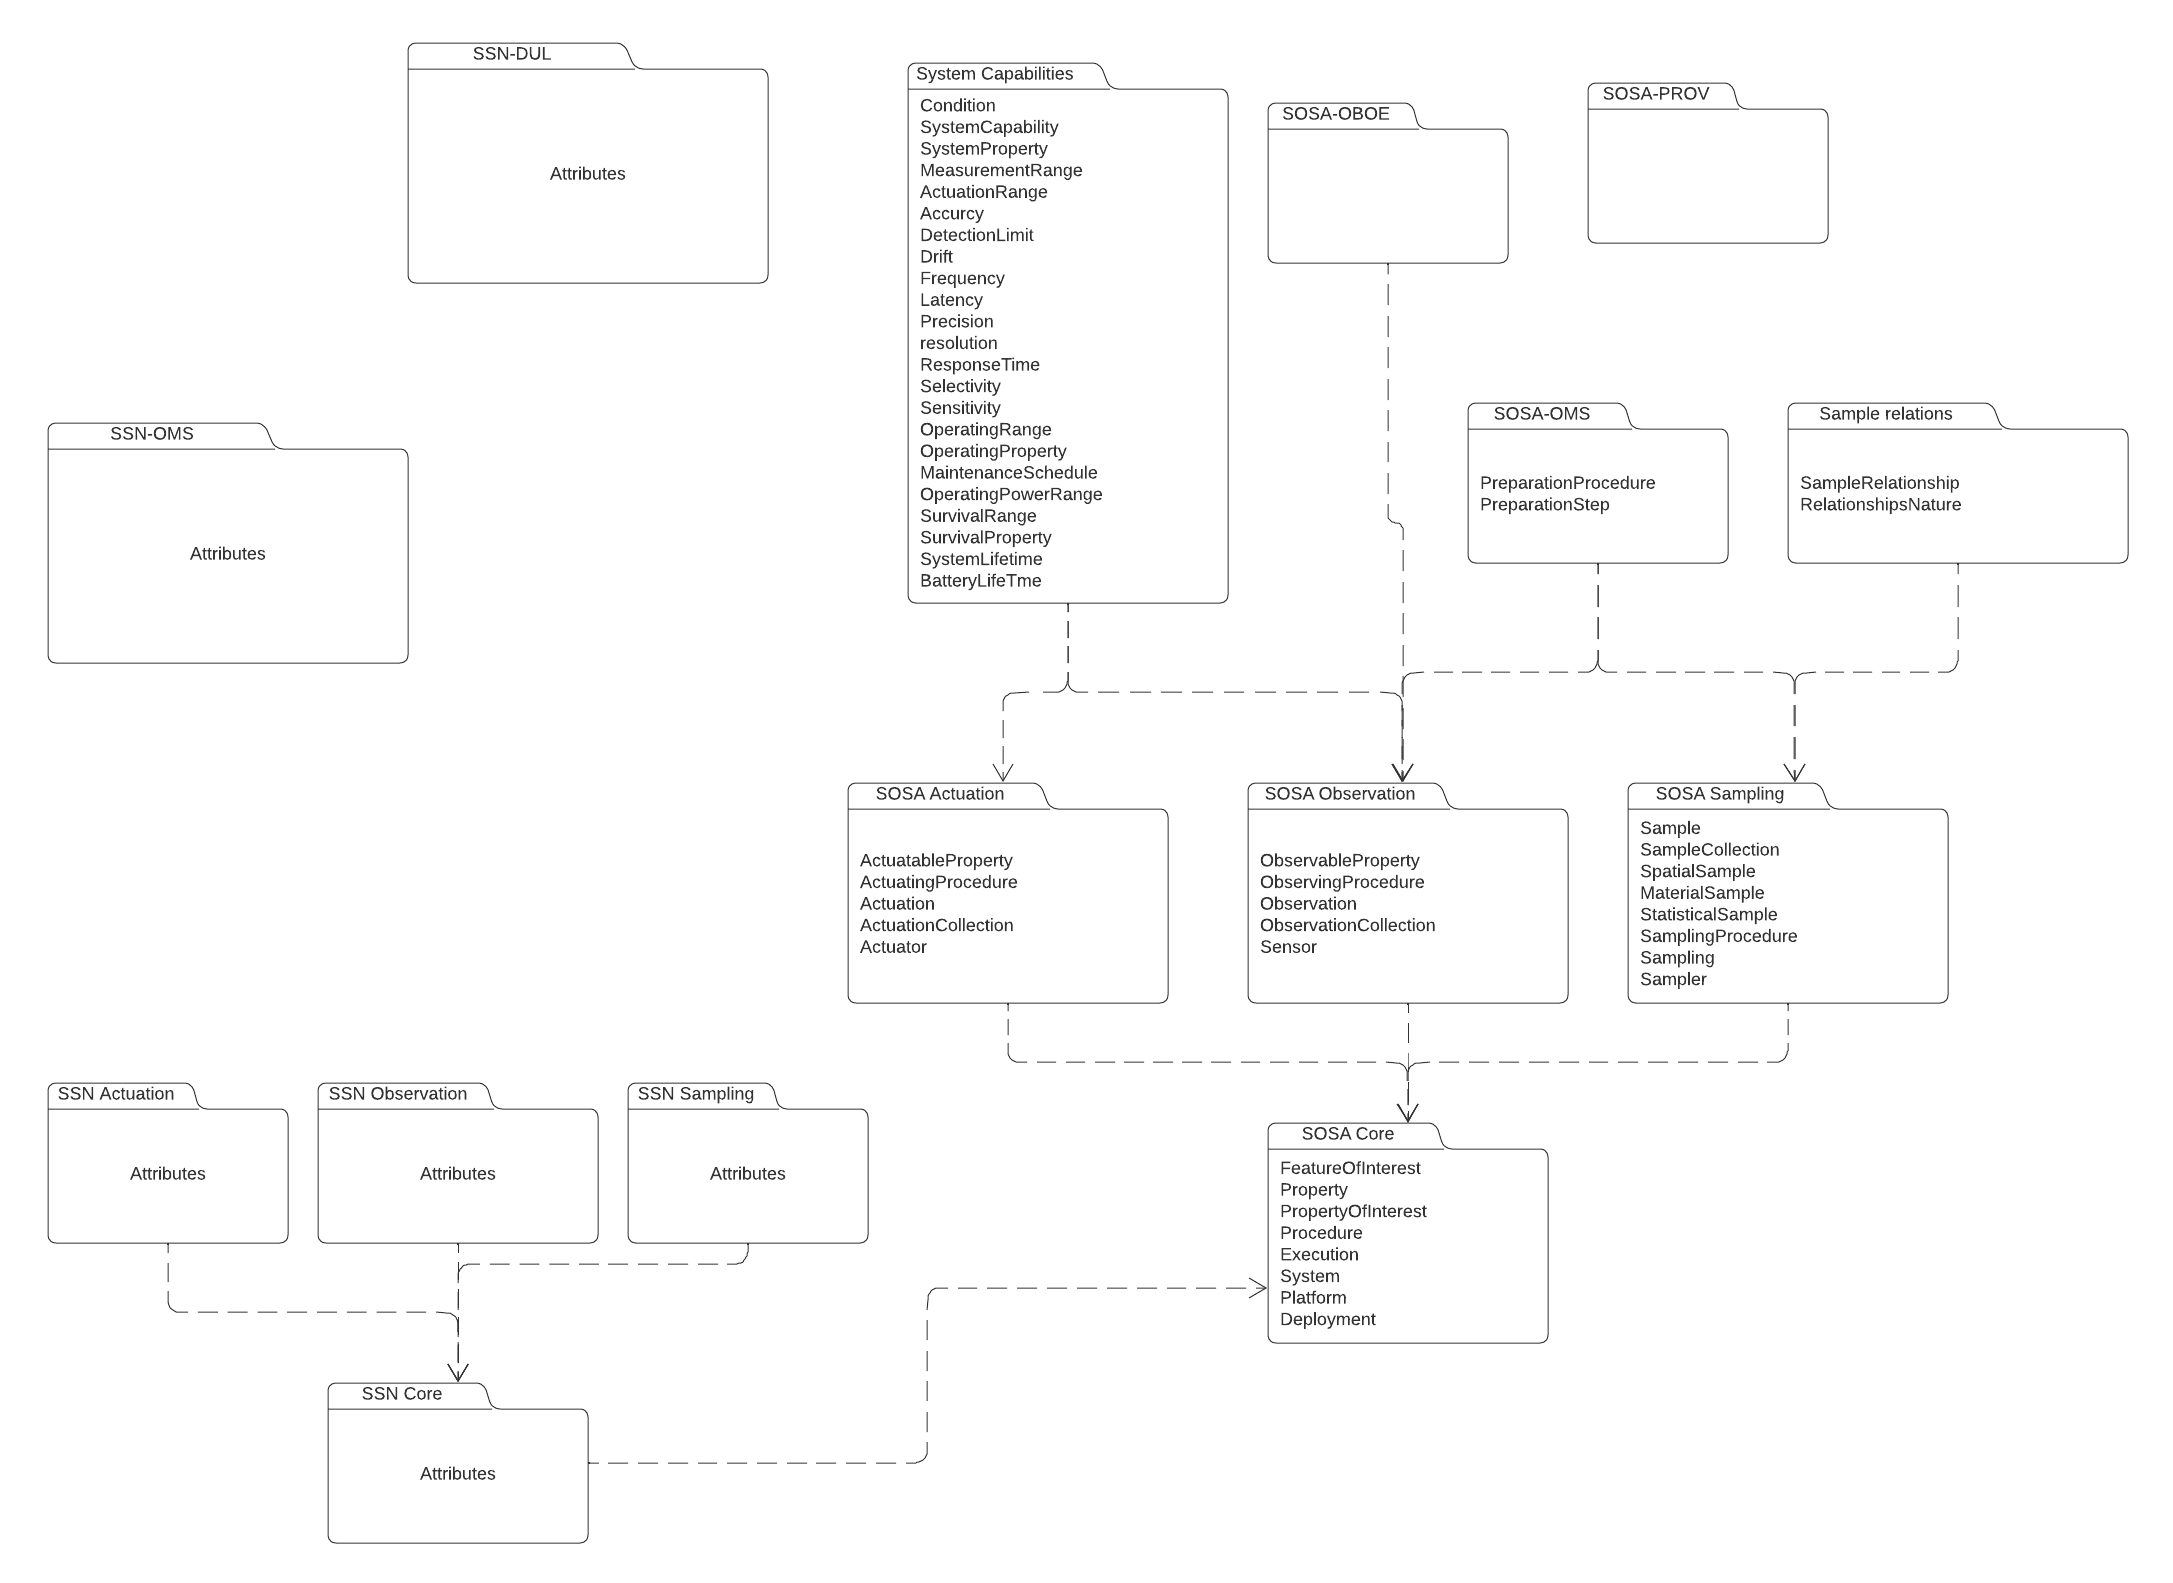 SSN-DUL
Attributes
System Capabilities
Condition
SystemCapability
SystemProperty
MeasurementRange
ActuationRange
Accurcy
DetectionLimit
Drift
Frequency
Latency
Precision
resolution
ResponseTime
Selectivity
Sensitivity
OperatingRange
OperatingProperty
MaintenanceSchedule
OperatingPowerRange
SurvivalRange
SurvivalProperty
SystemLifetime
BatteryLifeTme
SOSA-OBOE
SOSA-PROV
SSN-OMS
Attributes
SOSA-OMS
PreparationProcedure
PreparationStep
Sample relations
SampleRelationship
RelationshipsNature
SOSA Actuation
ActuatableProperty
ActuatingProcedure
Actuation
ActuationCollection
Actuator
SOSA Observation
ObservableProperty
ObservingProcedure
Observation
ObservationCollection
Sensor
SOSA Sampling
Sample
SampleCollection
SpatialSample
MaterialSample
StatisticalSample
SamplingProcedure
Sampling
Sampler
SSN Actuation
Attributes
SSN Observation
Attributes
SSN Sampling
Attributes
SOSA Core
FeatureOfInterest
Property
PropertyOfInterest
Procedure
Execution
System
Platform
Deployment
SSN Core
Attributes